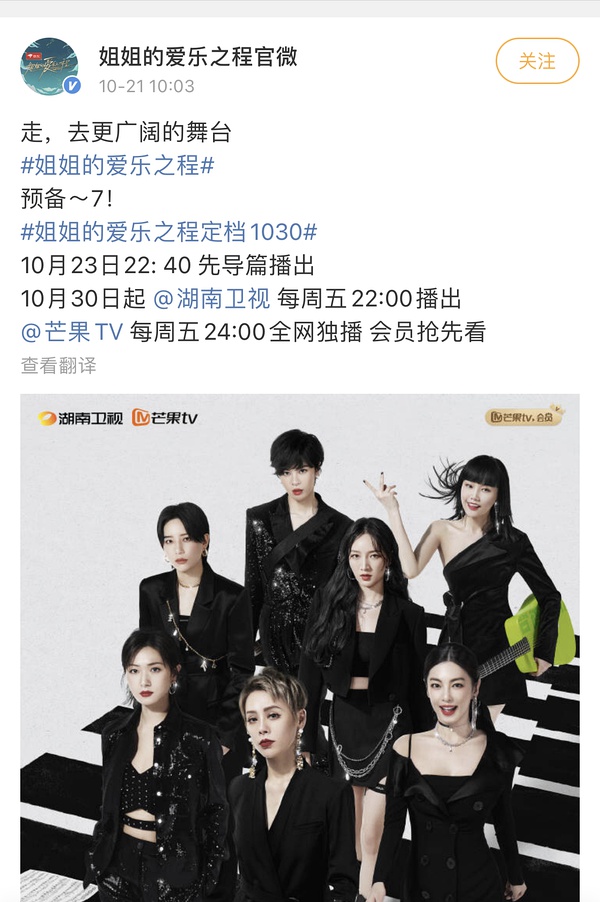 姐姐的爱乐之程官微
10-21 10:03
关注
走，去更广阔的舞台
#姐姐的爱乐之程#
预备～7！
#姐姐的爱乐之程定档1030#
10月23日22: 40 先导篇播出
10月30日起 @湖南卫视 每周五22:00播出
@芒果TV 每周五24:00全网独播 会员抢先看
查看翻译
湖南卫视 芒果tv
芒果tv会员